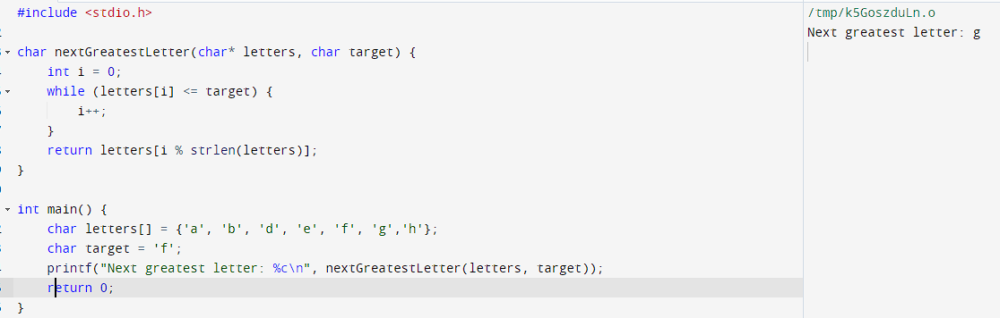 #include <stdio.h>
char nextGreatestLetter(char* letters, char target) {
    int i = 0;
    while (letters[i] <= target) {
        i++;
    }
    return letters[i % strlen(letters)];
}
int main() {
    char letters[] = {'a', 'b', 'd', 'e', 'f', 'g','h'};
    char target = 'f';
    printf("Next greatest letter: %c\n", nextGreatestLetter(letters, target));
    return 0;
}
/tmp/k5GoszduLn.o
Next greatest letter: g